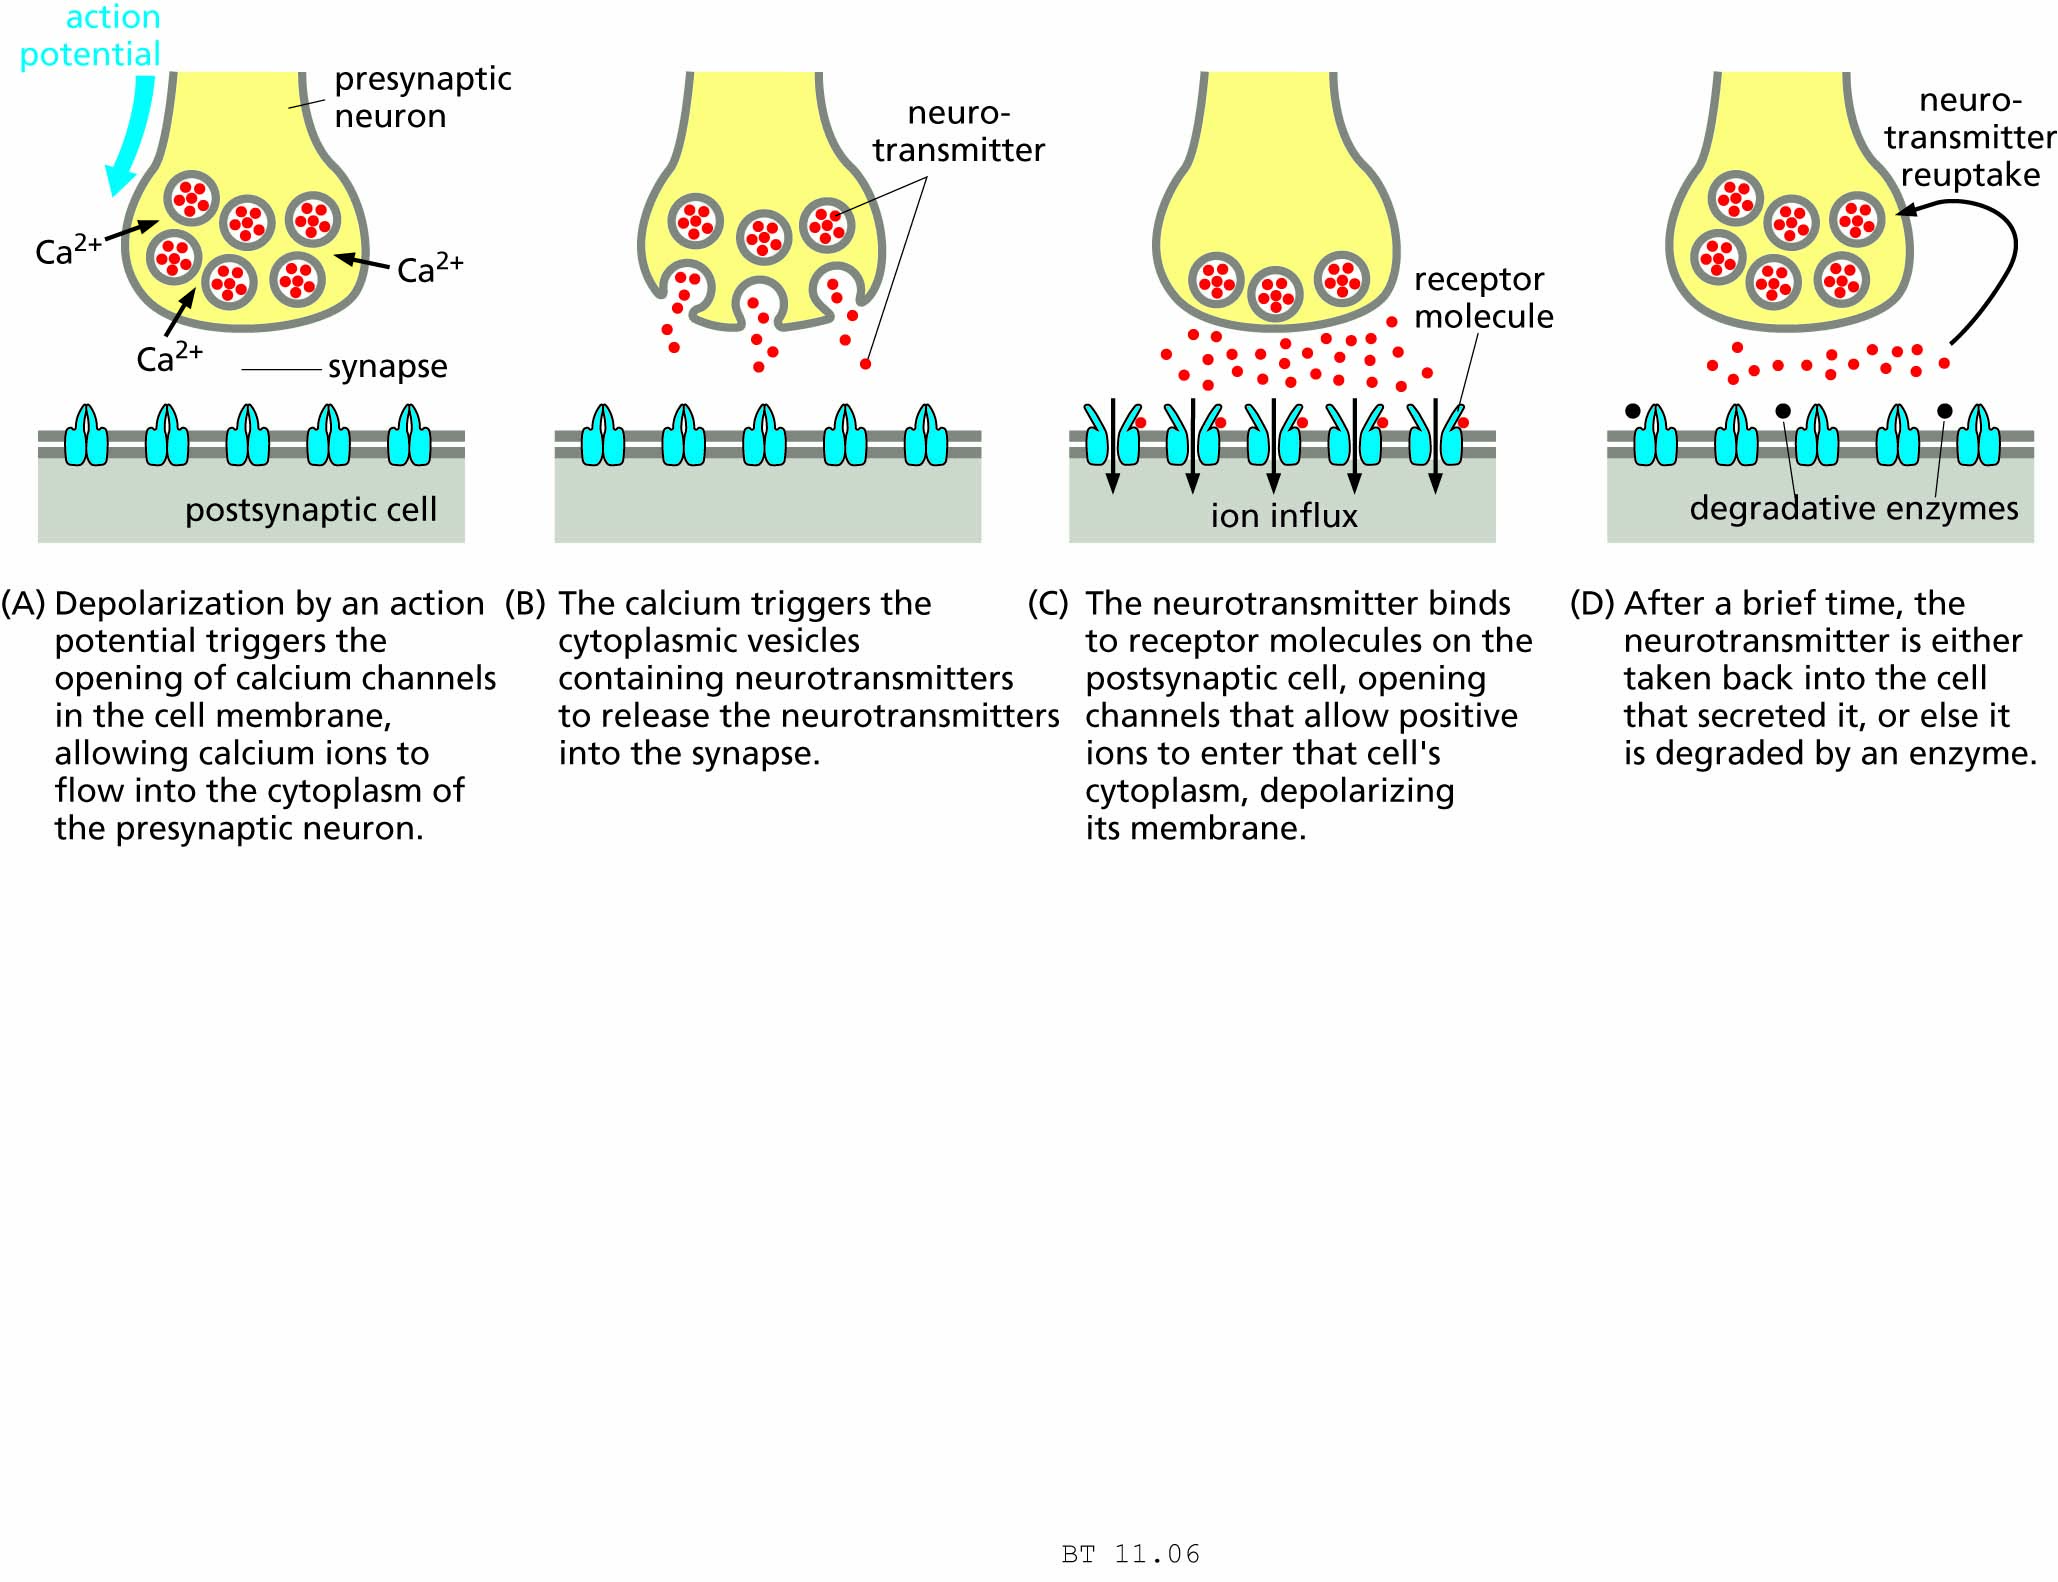 action
potential
presynaptic
neuron
Ca2+
Ca2+
Ca2+
synapse
postsynaptic cell
neuro-
transmitter
receptor
molecule
ion influx
neuro-
transmitter
reuptake
degradative enzymes
(A) Depolarization by an action
potential triggers the
opening of calcium channels
in the cell membrane,
allowing calcium ions to
flow into the cytoplasm of
the presynaptic neuron.
(B) The calcium triggers the
cytoplasmic vesicles
containing neurotransmitters
to release the neurotransmitters
into the synapse.
(C) The neurotransmitter binds
to receptor molecules on the
postsynaptic cell, opening
channels that allow positive
ions to enter that cell's
cytoplasm, depolarizing
its membrane.
(D) After a brief time, the
neurotransmitter is either
taken back into the cell
that secreted it, or else it
is degraded by an enzyme.
BT 11.06